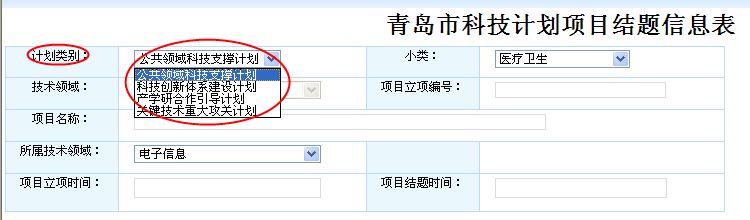 青岛市科技计划项目结题信息表
计划类别： 公共领域科技支撑计划 小类： 医疗卫生
公共领域科技支撑计划
技术领域： 科技创新体系建设计划 项目立项编号：
产学研合作引导计划
关键技术重大攻关计划
项目名称：
所属技术领域： 电子信息
项目立项时间： 项目结题时间：